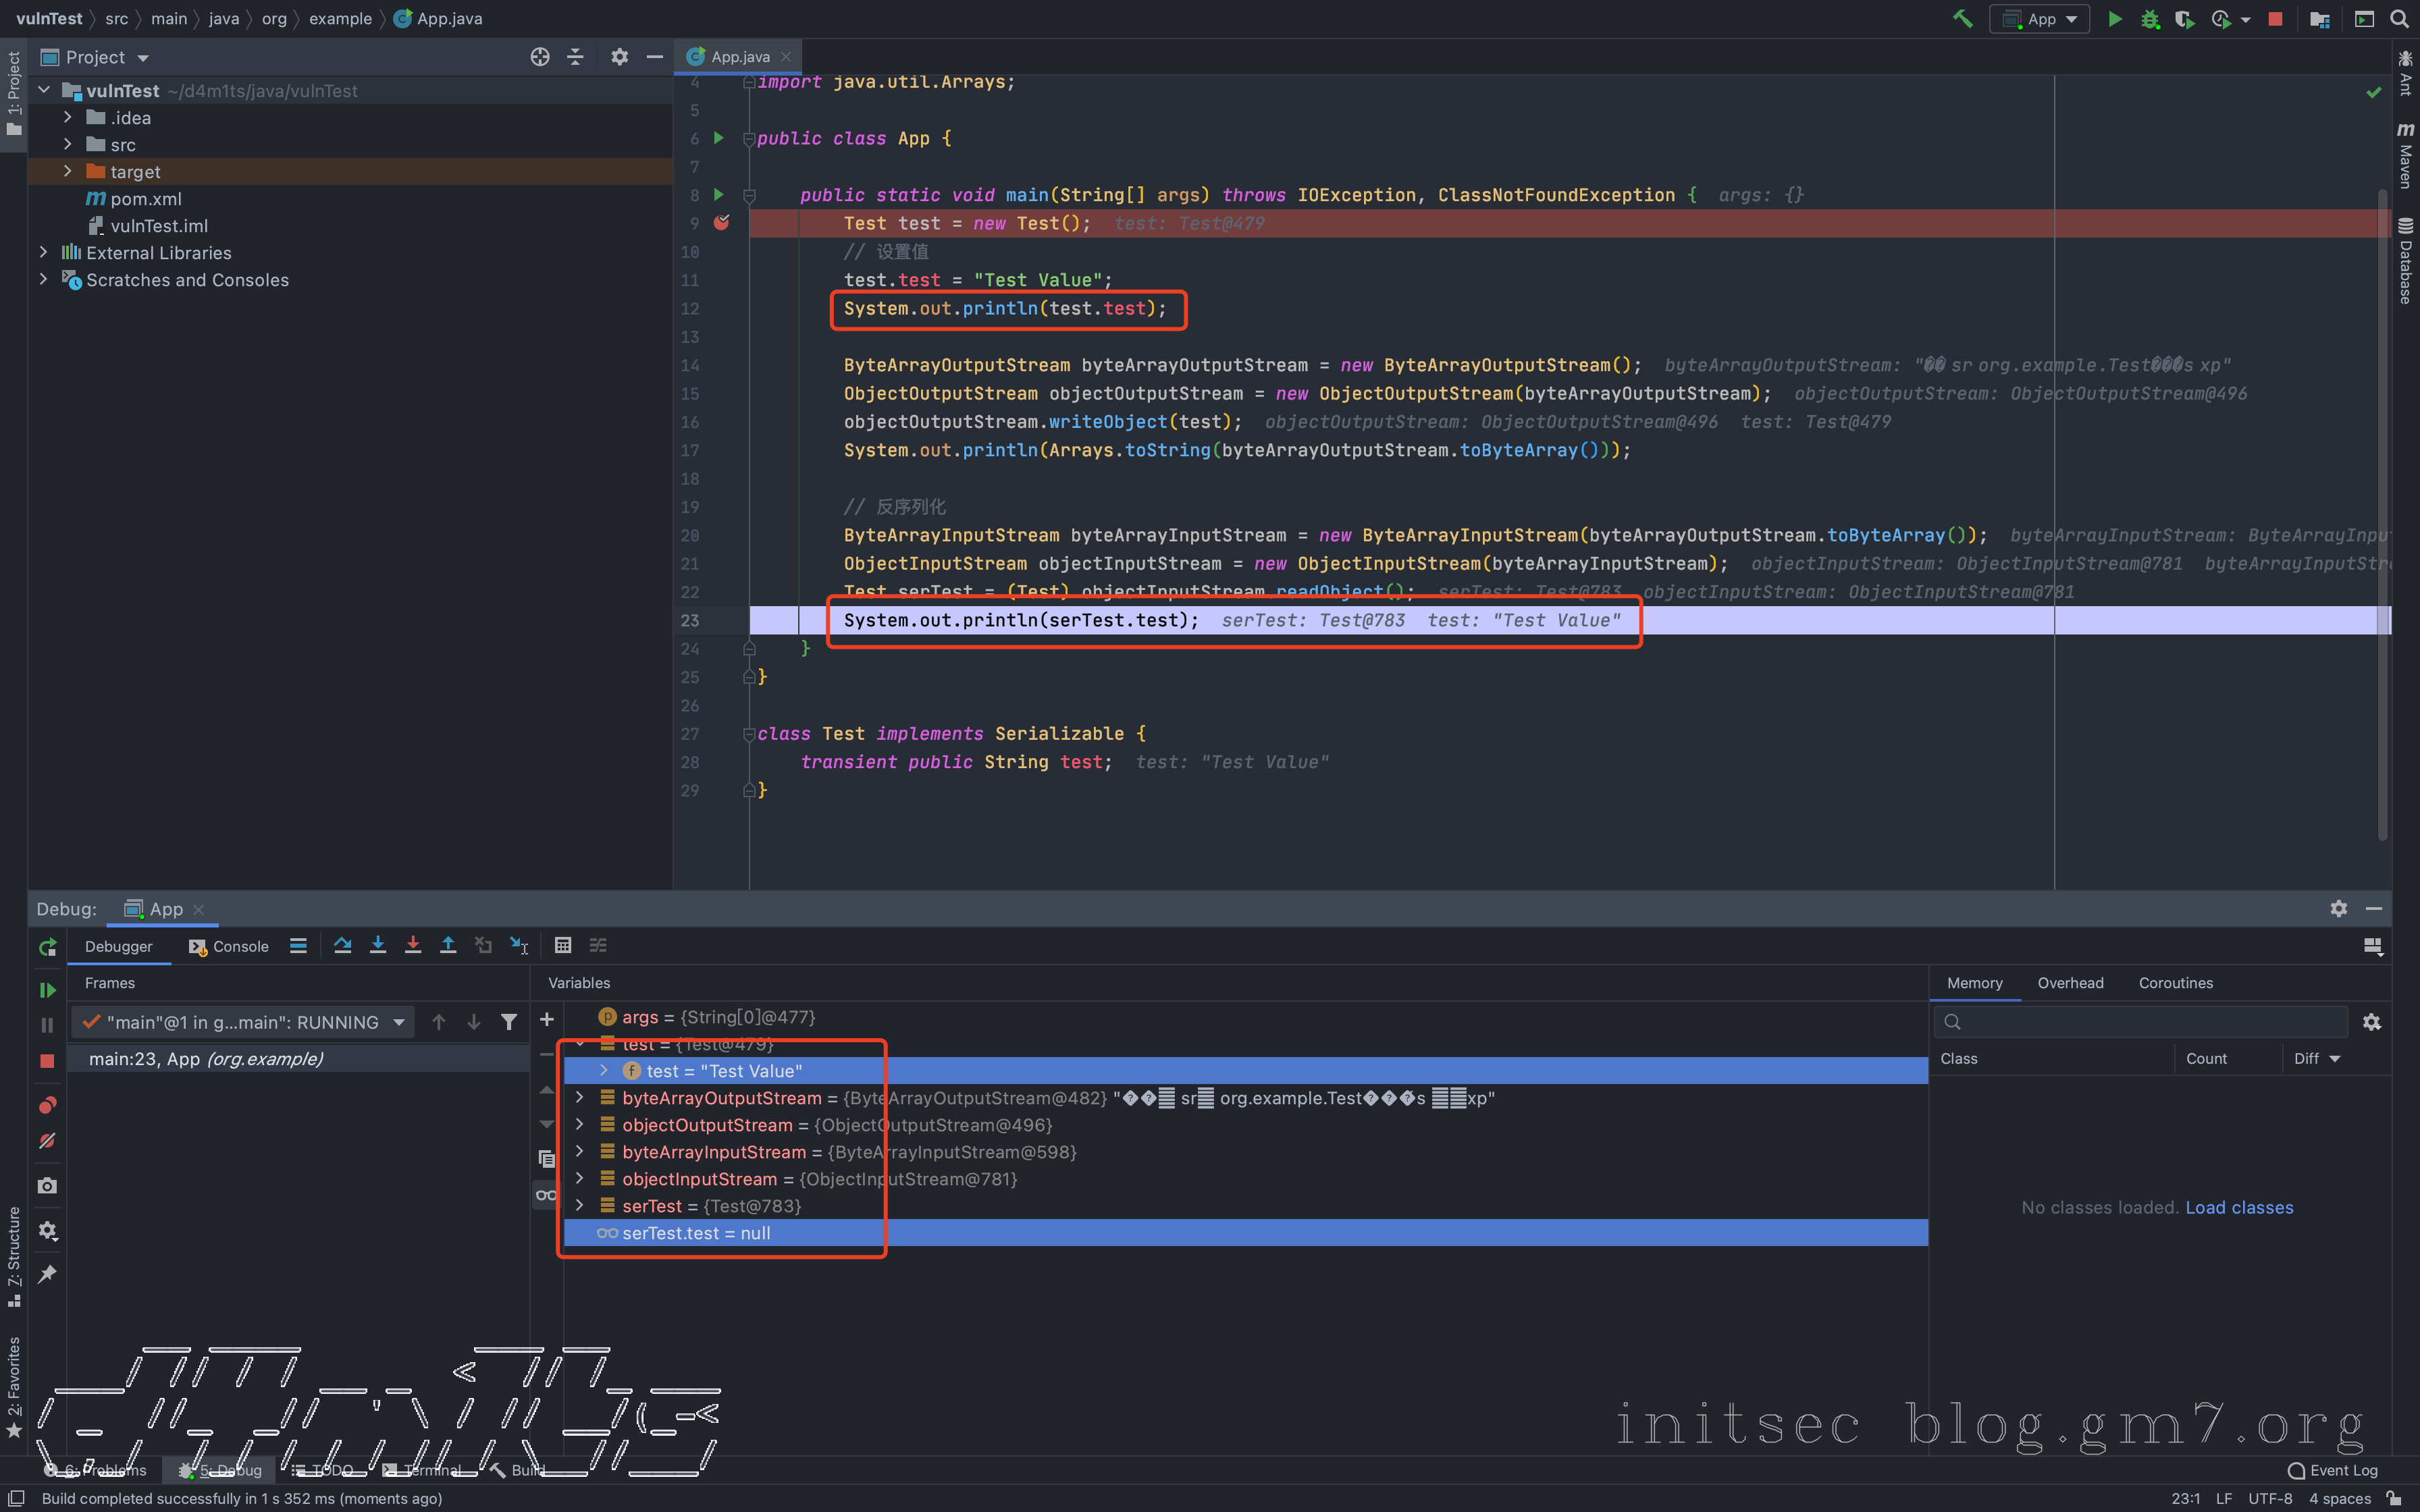 vulnTest src main java org example App.java
App
1: Project
Project
App.java
vulnTest ~/d4m1ts/java/vulnTest
.idea
src
target
pom.xml
vulnTest.iml
External Libraries
Scratches and Consoles
4 import java.util.Arrays;
5
6 public class App {
7
8 public static void main(String[] args) throws IOException, ClassNotFoundException { args: {}
9 Test test = new Test(); test: Test@479
10 // 设置值
11 test.test = "Test Value";
12 System.out.println(test.test);
13
14 ByteArrayOutputStream byteArrayOutputStream = new ByteArrayOutputStream(); byteArrayOutputStream: "�� sr org.example.Test���s xp"
15 ObjectOutputStream objectOutputStream = new ObjectOutputStream(byteArrayOutputStream); objectOutputStream: ObjectOutputStream@496
16 objectOutputStream.writeObject(test); objectOutputStream: ObjectOutputStream@496 test: Test@479
17 System.out.println(Arrays.toString(byteArrayOutputStream.toByteArray()));
18
19 // 反序列化
20 ByteArrayInputStream byteArrayInputStream = new ByteArrayInputStream(byteArrayOutputStream.toByteArray()); byteArrayInputStream: ByteArrayInpu
21 ObjectInputStream objectInputStream = new ObjectInputStream(byteArrayInputStream); objectInputStream: ObjectInputStream@781 byteArrayInputStre
22 Test serTest = (Test) objectInputStream.readObject(); serTest: Test@783 objectInputStream: ObjectInputStream@781
23 System.out.println(serTest.test); serTest: Test@783 test: "Test Value"
24 }
25 }
26
27 class Test implements Serializable {
28 transient public String test; test: "Test Value"
29 }
Ant
Maven
Database
Debug: App
Debugger Console
Frames
Variables
"main"@1 in g...main": RUNNING
main:23, App (org.example)
args = {String[0]@477}
test = {Test@479}
test = "Test Value"
byteArrayOutputStream = {ByteArrayOutputStream@482} "�� sr org.example.Test���s xp"
objectOutputStream = {ObjectOutputStream@496}
byteArrayInputStream = {ByteArrayInputStream@598}
objectInputStream = {ObjectInputStream@781}
serTest = {Test@783}
serTest.test = null
Memory Overhead Coroutines
Class Count Diff
No classes loaded. Load classes
7: Structure
2: Favorites
initsec blog.gm7.org
6: Problems 5: Debug TODO Terminal Build
Event Log
Build completed successfully in 1 s 352 ms (moments ago)
23:1 LF UTF-8 4 spaces